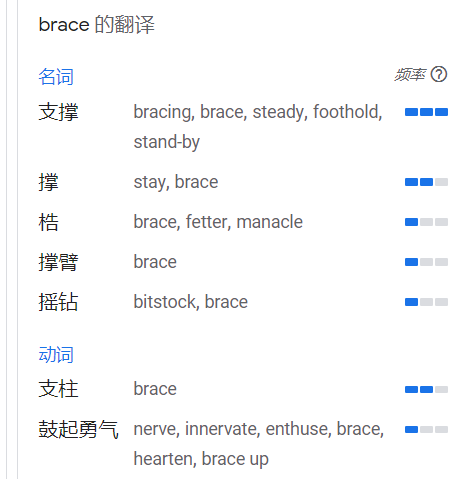 brace 的翻译
名词 频率 ?
支撑 bracing, brace, steady, foothold,
stand-by
撑 stay, brace
梏 brace, fetter, manacle
撑臂 brace
摇钻 bitstock, brace
动词
支柱 brace
鼓起勇气 nerve, innervate, enthuse, brace,
hearten, brace up